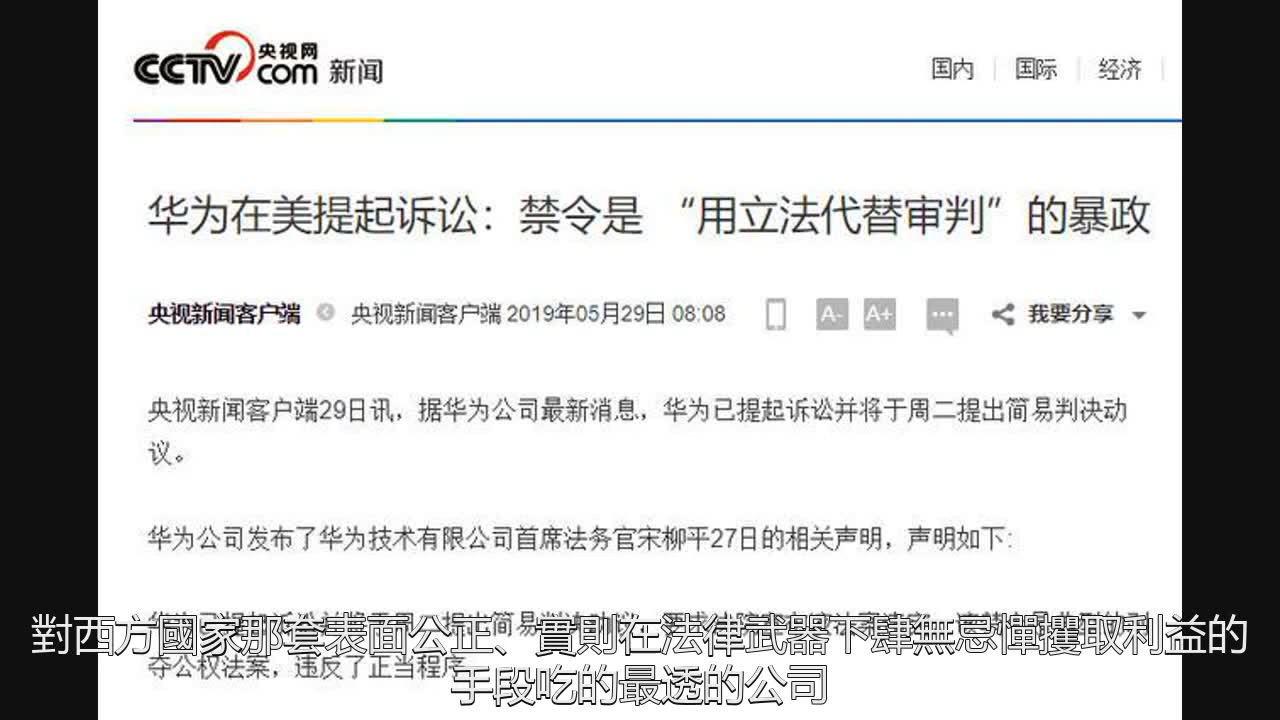 CCTV com 央视网 新闻
国内 国际 经济
华为在美提起诉讼：禁令是 “用立法代替审判”的暴政
央视新闻客户端 央视新闻客户端 2019年05月29日 08:08 A- A+ 我要分享
央视新闻客户端29日讯，据华为公司最新消息，华为已提起诉讼并将于周二提出简易判决动
议。
华为公司发布了华为技术有限公司首席法务官宋柳平27日的相关声明，声明如下：
對西方國家那套表面公正、實則在法律武器下肆無忌憚攫取利益的
夺公权法案，违反了正当程序
手段吃的最透的公司